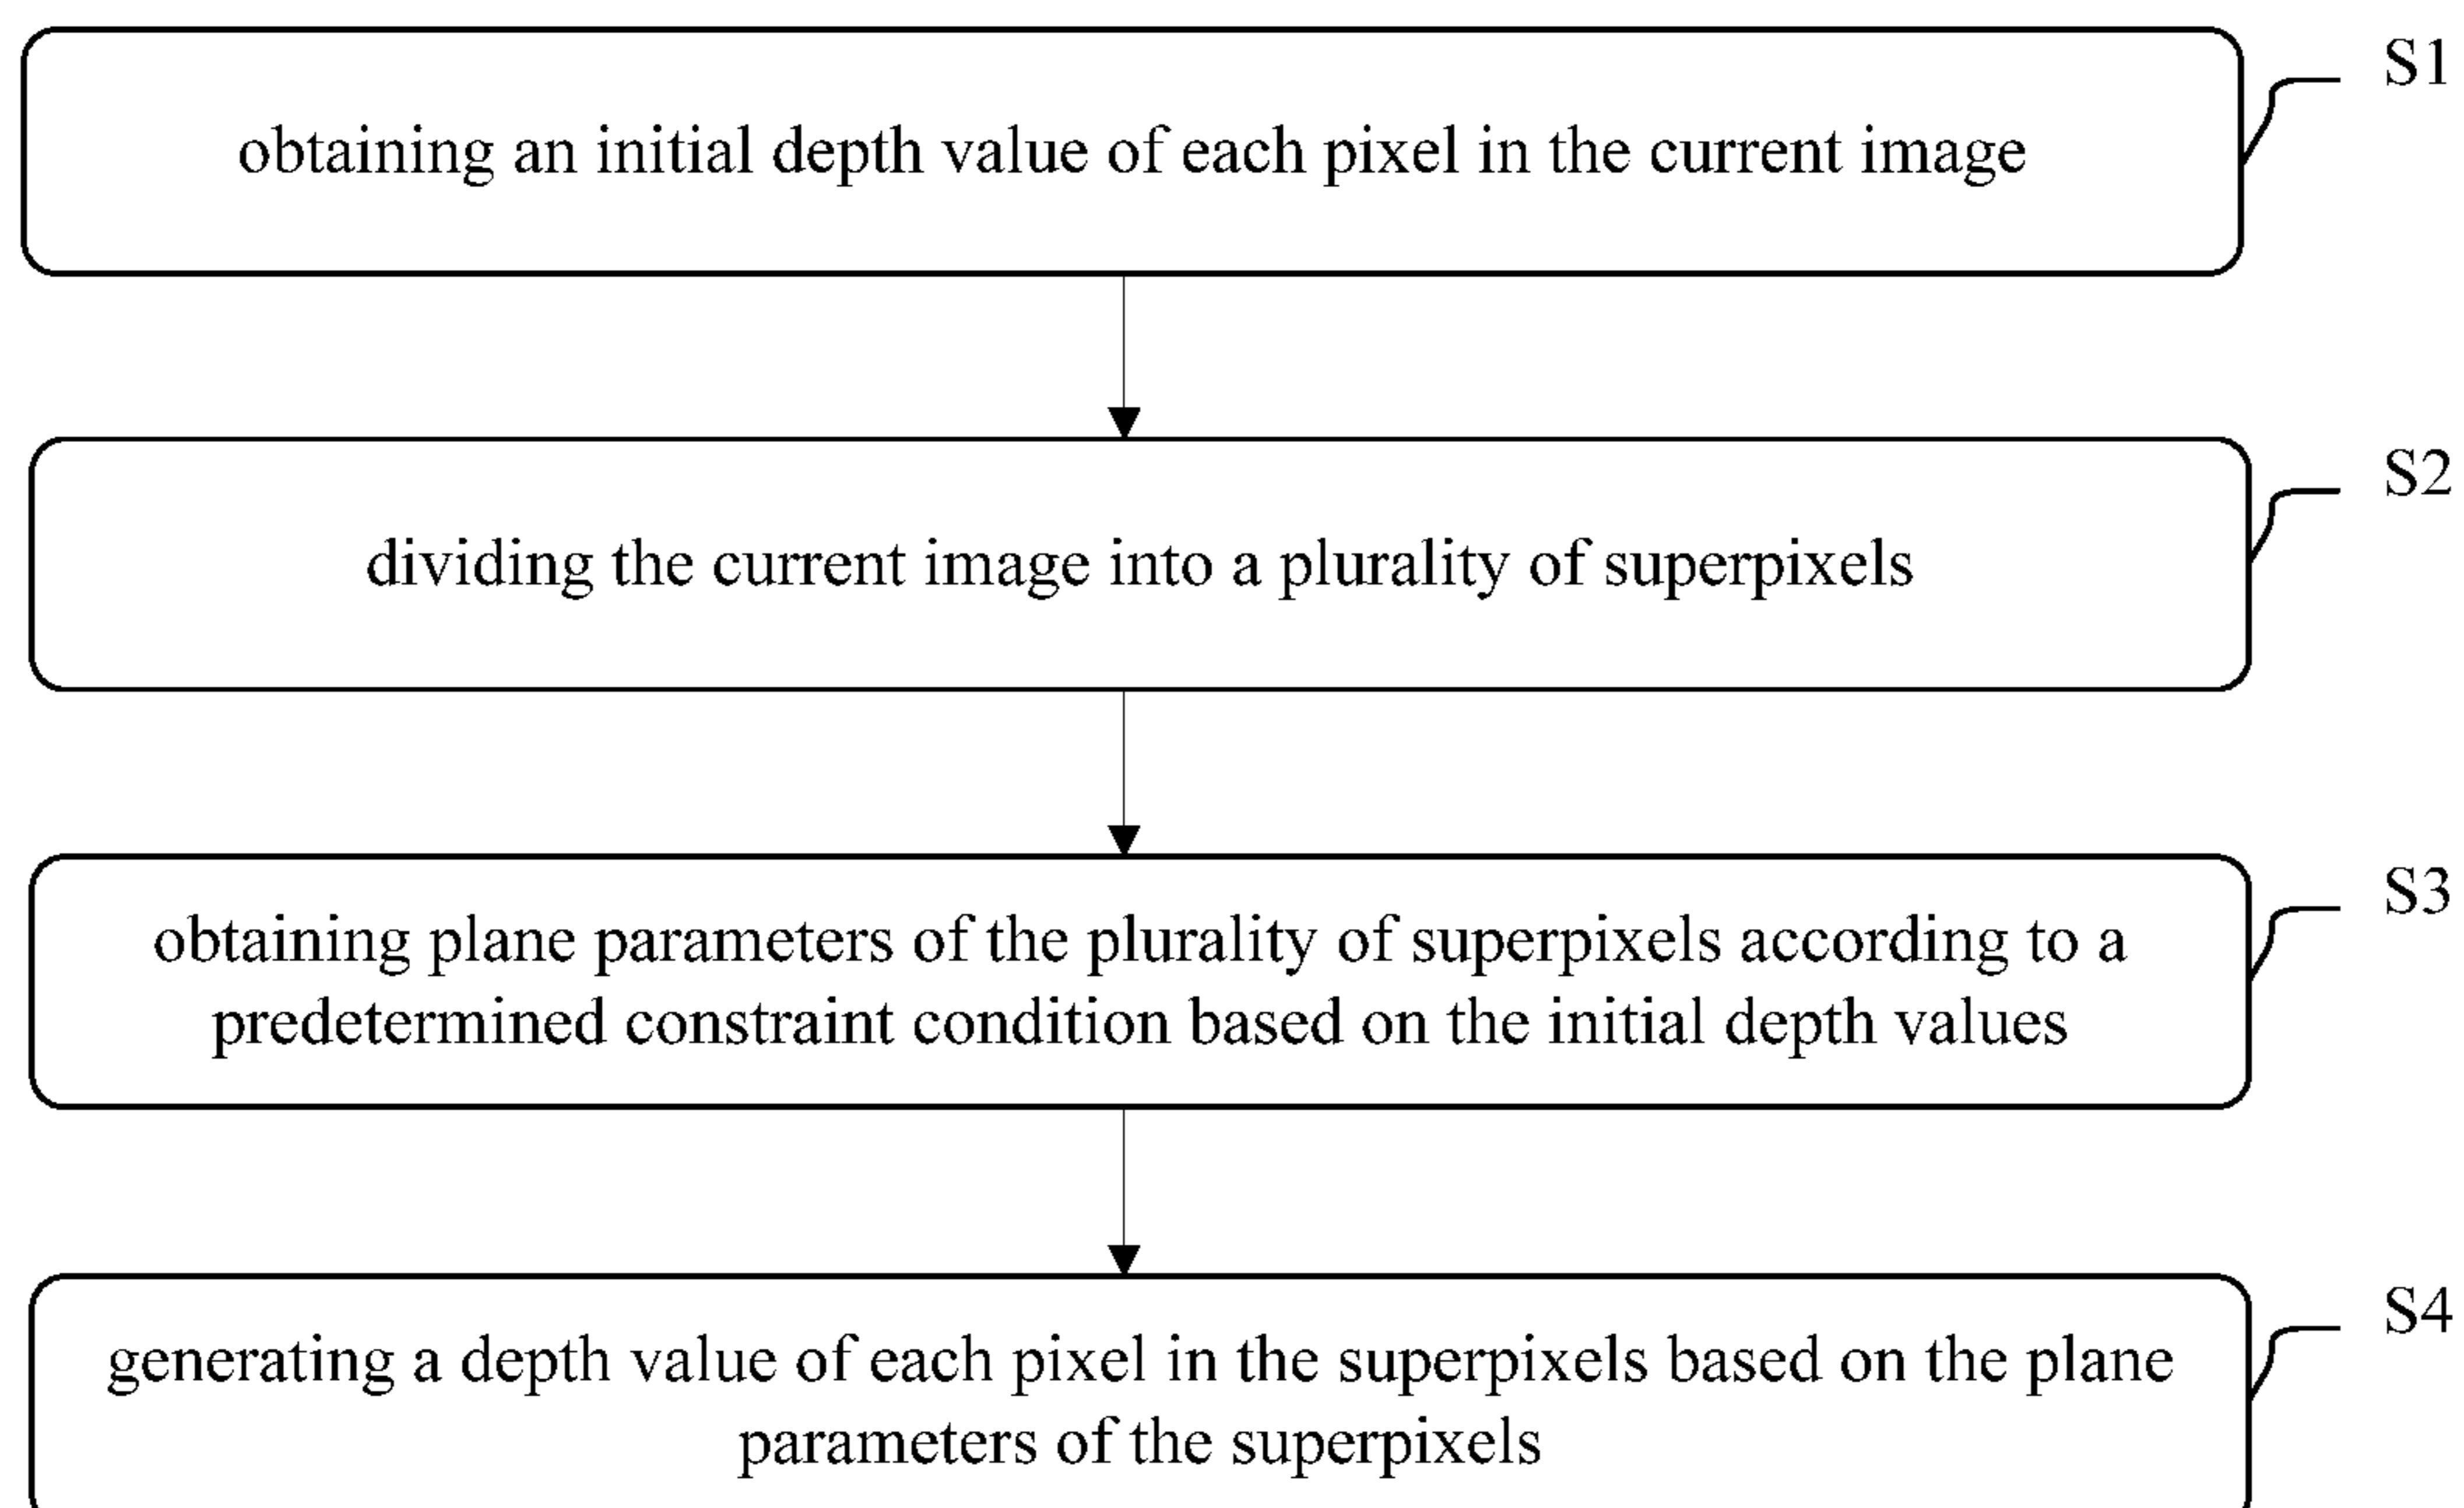 S1
obtaining an initial depth value of each pixel in the current image
S2
dividing the current image into a plurality of superpixels
S3
obtaining plane parameters of the plurality of superpixels according to a
predetermined constraint condition based on the initial depth values
S4
generating a depth value of each pixel in the superpixels based on the plane
parameters of the superpixels